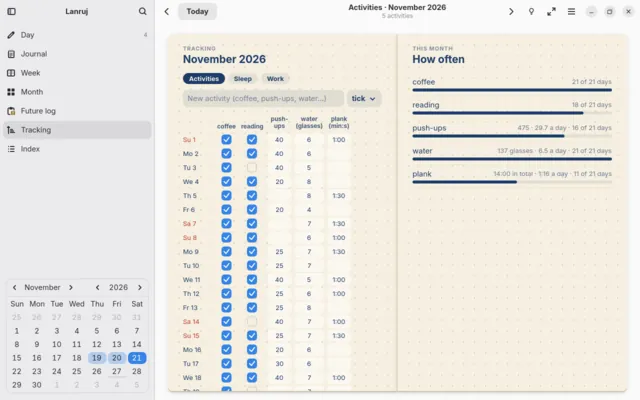 Lanruj
Today
Activities · November 2026
5 activities
Day 4
Journal
Week
Month
Future log
Tracking
Index
TRACKING
November 2026
Activities Sleep Work
New activity (coffee, push-ups, water...) tick
coffee reading push-ups water (glasses) plank (min:s)
Su 1 40 6 1:00
Mo 2 40 6
Tu 3 40 5
We 4 20 8
Th 5 8 1:30
Fr 6 20 4
Sa 7 7 1:30
Su 8 6 1:00
Mo 9 25 7 1:30
Tu 10 25 7
We 11 40 5 1:00
Th 12 25 6 1:00
Fr 13 25 8
Sa 14 40 7 1:00
Su 15 25 7 1:30
Mo 16 20 6
Tu 17 30 6
We 18 40 7 1:00
THIS MONTH
How often
coffee 21 of 21 days
reading 18 of 21 days
push-ups 475 · 29.7 a day · 16 of 21 days
water 137 glasses · 6.5 a day · 21 of 21 days
plank 14:00 in total · 1:16 a day · 11 of 21 days
November 2026
Sun Mon Tue Wed Thu Fri Sat
25 26 27 28 29 30 31
1 2 3 4 5 6 7
8 9 10 11 12 13 14
15 16 17 18 19 20 21
22 23 24 25 26 27 28
29 30 1 2 3 4 5